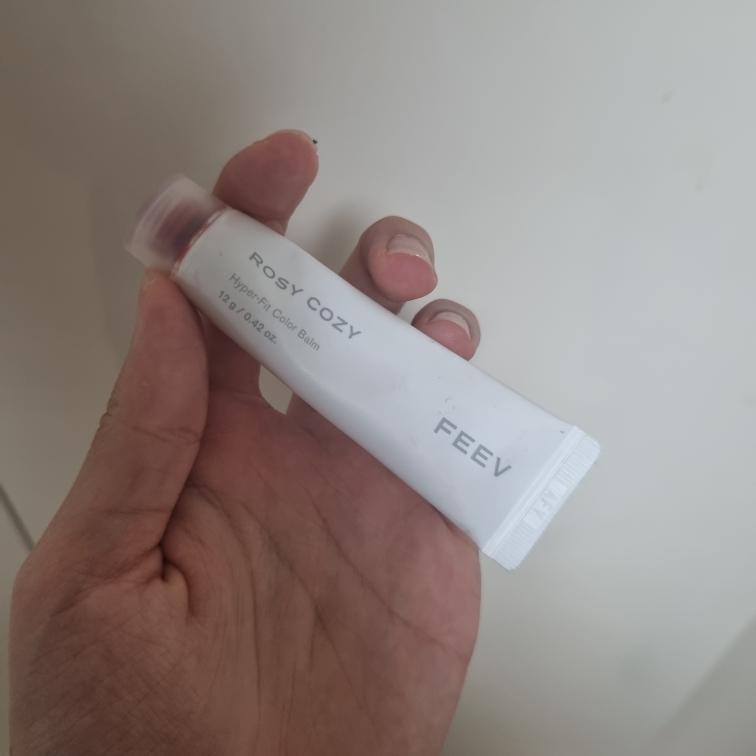 ROSY COZY
Hyper-Fit Color Balm
12 g / 0.42 oz.
FEEV